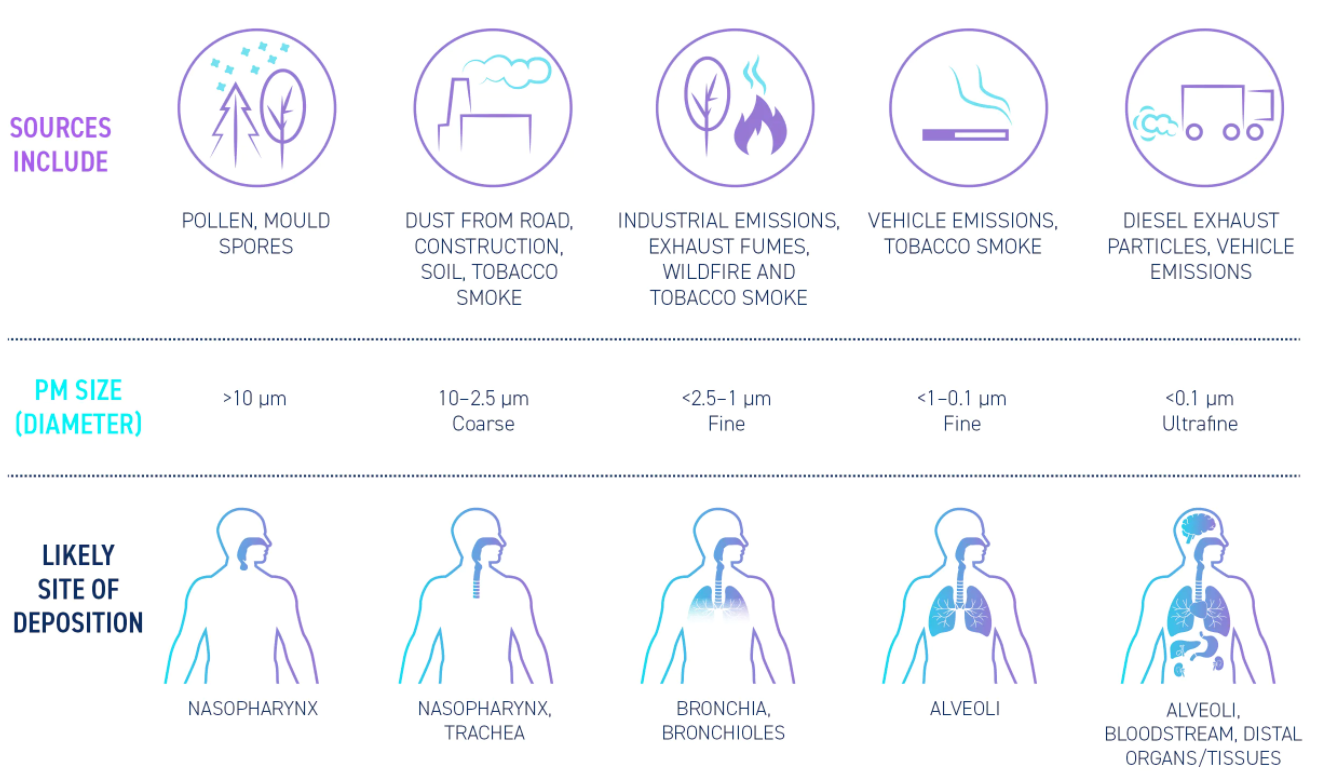 SOURCES
INCLUDE
POLLEN, MOULD
SPORES
DUST FROM ROAD,
CONSTRUCTION,
SOIL, TOBACCO
SMOKE
INDUSTRIAL EMISSIONS,
EXHAUST FUMES,
WILDFIRE AND
TOBACCO SMOKE
VEHICLE EMISSIONS,
TOBACCO SMOKE
DIESEL EXHAUST
PARTICLES, VEHICLE
EMISSIONS
PM SIZE
(DIAMETER)
>10 µm
10–2.5 µm
Coarse
<2.5–1 µm
Fine
<1–0.1 µm
Fine
<0.1 µm
Ultrafine
LIKELY
SITE OF
DEPOSITION
NASOPHARYNX
NASOPHARYNX,
TRACHEA
BRONCHIA,
BRONCHIOLES
ALVEOLI
ALVEOLI,
BLOODSTREAM, DISTAL
ORGANS/TISSUES